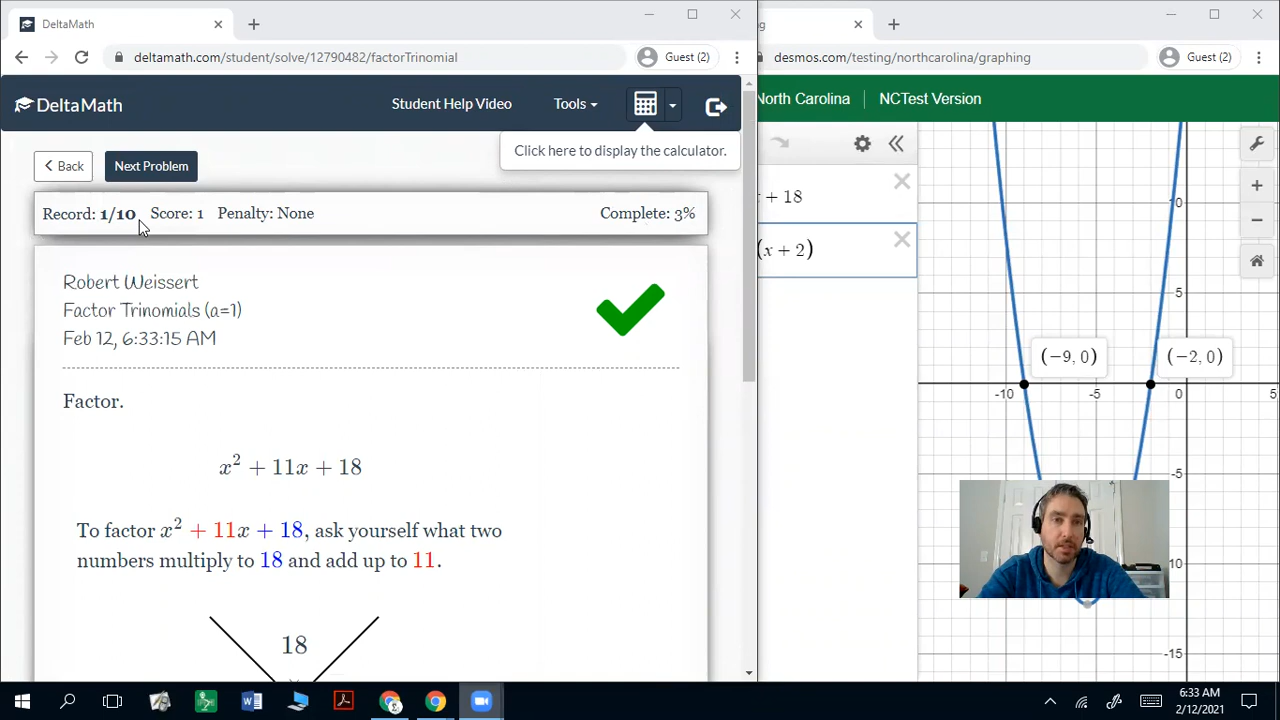 DeltaMath
deltamath.com/student/solve/12790482/factorTrinomial
Guest (2)
DeltaMath
Student Help Video
Tools
Click here to display the calculator.
Back
Next Problem
Record: 1/10 Score: 1 Penalty: None
Complete: 3%
Robert Weissert
Factor Trinomials (a=1)
Feb 12, 6:33:15 AM
Factor.
x² + 11x + 18
To factor x² + 11x + 18, ask yourself what two
numbers multiply to 18 and add up to 11.
18
desmos.com/testing/northcarolina/graphing
Guest (2)
North Carolina
NCTest Version
+ 18
(x + 2)
5
(−9, 0)
(−2, 0)
-10
-5
0
5
-5
-15
6:33 AM
2/12/2021